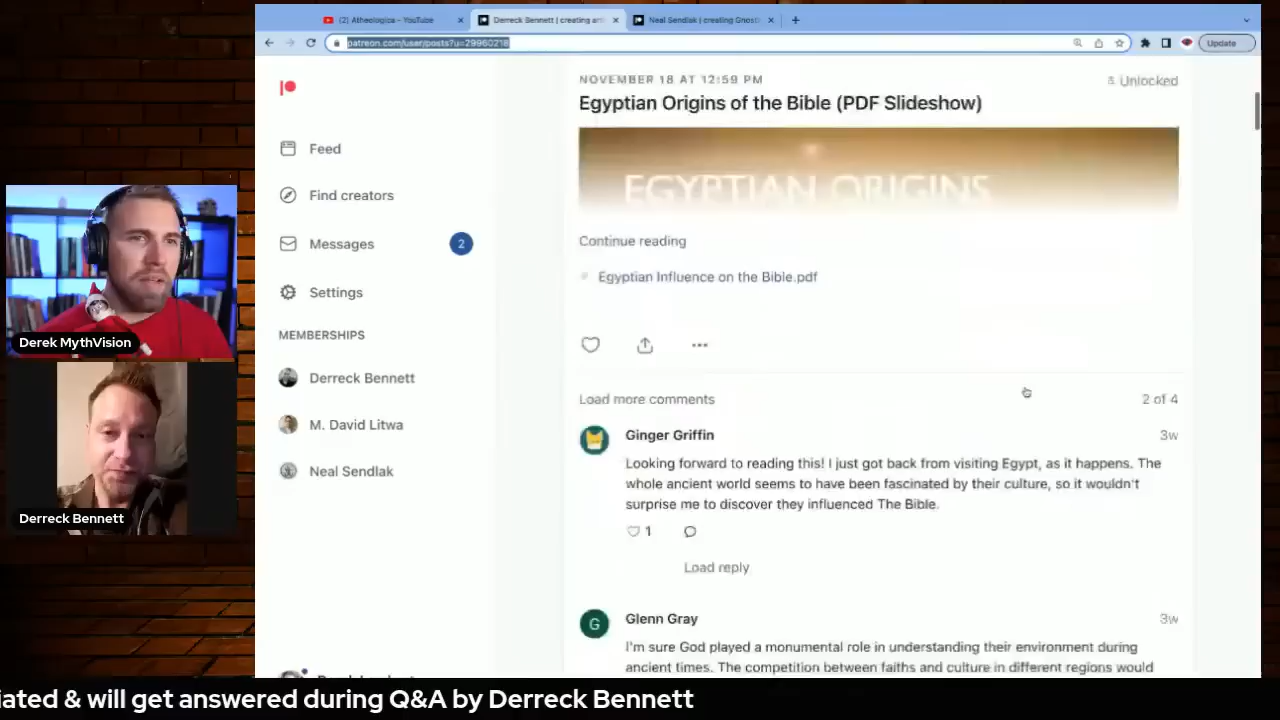 (2) Atheologica - YouTube
Derreck Bennett | creating art
Neal Sendlak | creating Gnost
patreon.com/user/posts?u=29960218
Update
NOVEMBER 18 AT 12:59 PM
Unlocked
Egyptian Origins of the Bible (PDF Slideshow)
EGYPTIAN ORIGINS
Feed
Find creators
Messages
2
Settings
MEMBERSHIPS
Derreck Bennett
M. David Litwa
Neal Sendlak
Continue reading
Egyptian Influence on the Bible.pdf
Load more comments
2 of 4
Ginger Griffin
3w
Looking forward to reading this! I just got back from visiting Egypt, as it happens. The
whole ancient world seems to have been fascinated by their culture, so it wouldn't
surprise me to discover they influenced The Bible.
1
Load reply
G
Glenn Gray
3w
I'm sure God played a monumental role in understanding their environment during
ancient times. The competition between faiths and culture in different regions would
Derek MythVision
Derreck Bennett
iated & will get answered during Q&A by Derreck Bennett